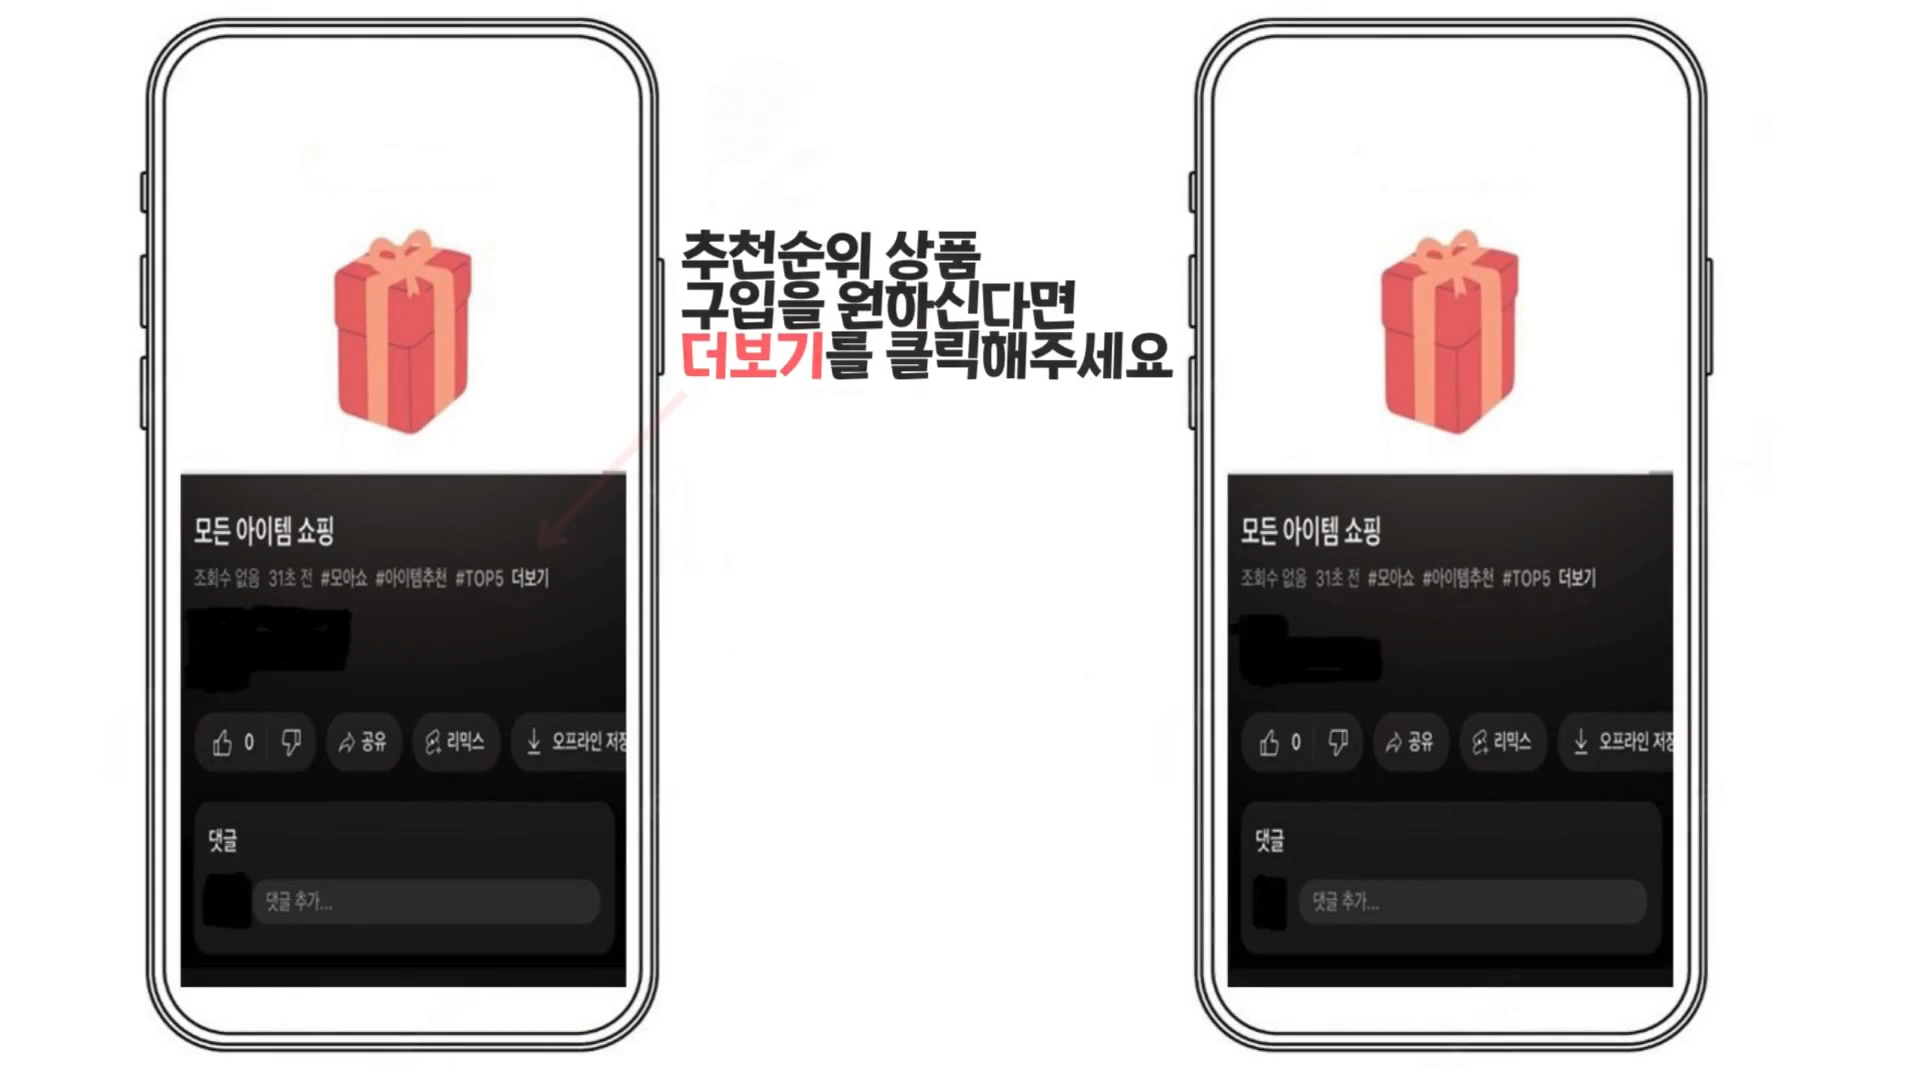 추천순위 상품
구입을 원하신다면
더보기를 클릭해주세요
모든 아이템 쇼핑
조회수 없음 31초 전 #모아쇼 #아이템추천 #TOP5 더보기
0 공유 리믹스 오프라인 저장
댓글
댓글 추가...
모든 아이템 쇼핑
조회수 없음 31초 전 #모아쇼 #아이템추천 #TOP5 더보기
0 공유 리믹스 오프라인 저장
댓글
댓글 추가...